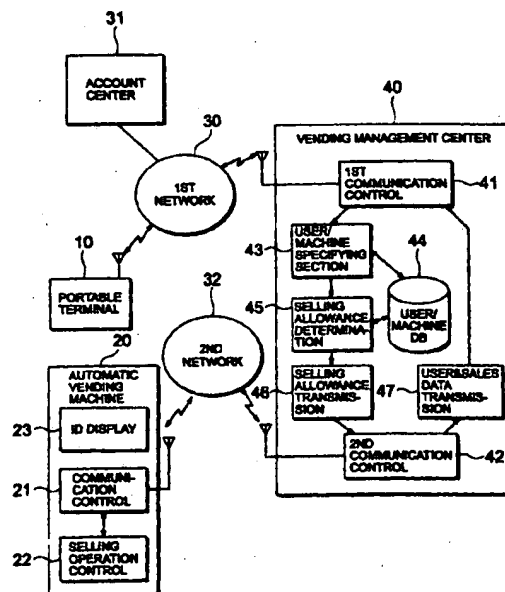 31
ACCOUNT
CENTER
30
1ST
NETWORK
10
PORTABLE
TERMINAL
32
2ND
NETWORK
20
AUTOMATIC
VENDING
MACHINE
23
ID DISPLAY
21
COMMUNI-
CATION
CONTROL
22
SELLING
OPERATION
CONTROL
40
VENDING MANAGEMENT CENTER
1ST
COMMUNICATION
CONTROL
41
43
USER/
MACHINE
SPECIFYING
SECTION
44
USER/
MACHINE
DB
45
SELLING
ALLOWANCE
DETERMINA-
TION
46
SELLING
ALLOWANCE
TRANSMIS-
SION
47
USER&SALES
DATA
TRANSMIS-
SION
2ND
COMMUNICATION
CONTROL
42